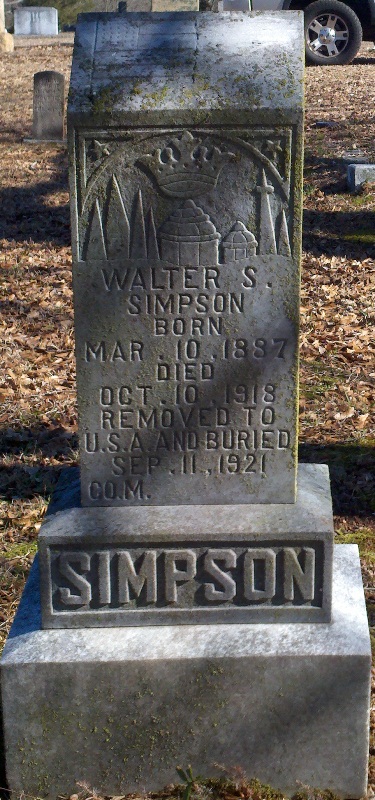 WALTER S.
SIMPSON
BORN
MAR. 10. 1887
DIED
OCT. 10. 1918
REMOVED TO
U.S.A. AND BURIED
SEP. 11, 1921
CO.M.
SIMPSON